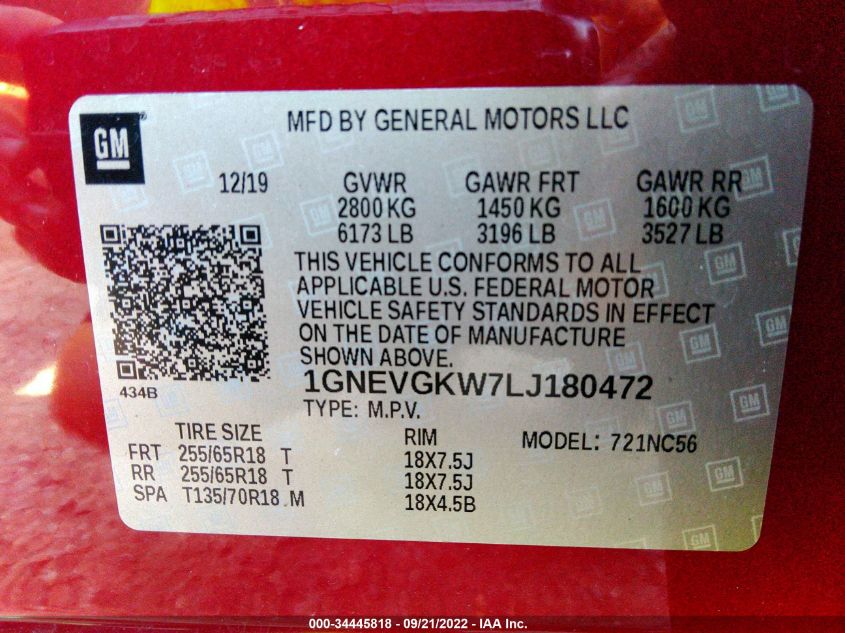 GM
MFD BY GENERAL MOTORS LLC
12/19 GVWR GAWR FRT GAWR RR
2800 KG 1450 KG 1600 KG
6173 LB 3196 LB 3527 LB
THIS VEHICLE CONFORMS TO ALL
APPLICABLE U.S. FEDERAL MOTOR
VEHICLE SAFETY STANDARDS IN EFFECT
ON THE DATE OF MANUFACTURE
SHOWN ABOVE.
434B
1GNEVGKW7LJ180472
TYPE: M.P.V.
TIRE SIZE RIM MODEL: 721NC56
FRT 255/65R18 T 18X7.5J
RR 255/65R18 T 18X7.5J
SPA T135/70R18 M 18X4.5B
000-34445818 - 09/21/2022 - IAA Inc.